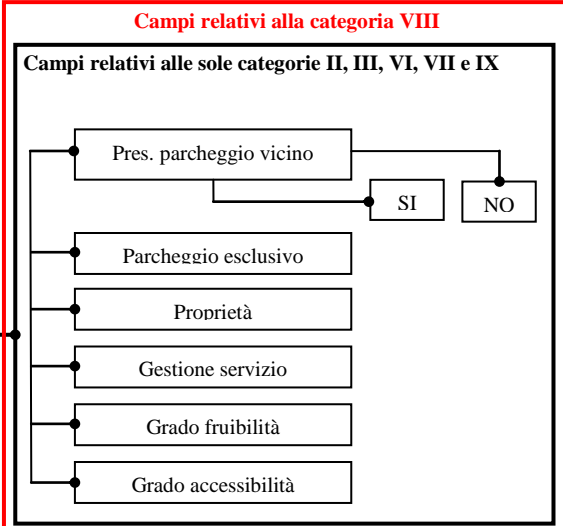 Campi relativi alla categoria VIII
Campi relativi alle sole categorie II, III, VI, VII e IX
Pres. parcheggio vicino
SI
NO
Parcheggio esclusivo
Proprietà
Gestione servizio
Grado fruibilità
Grado accessibilità